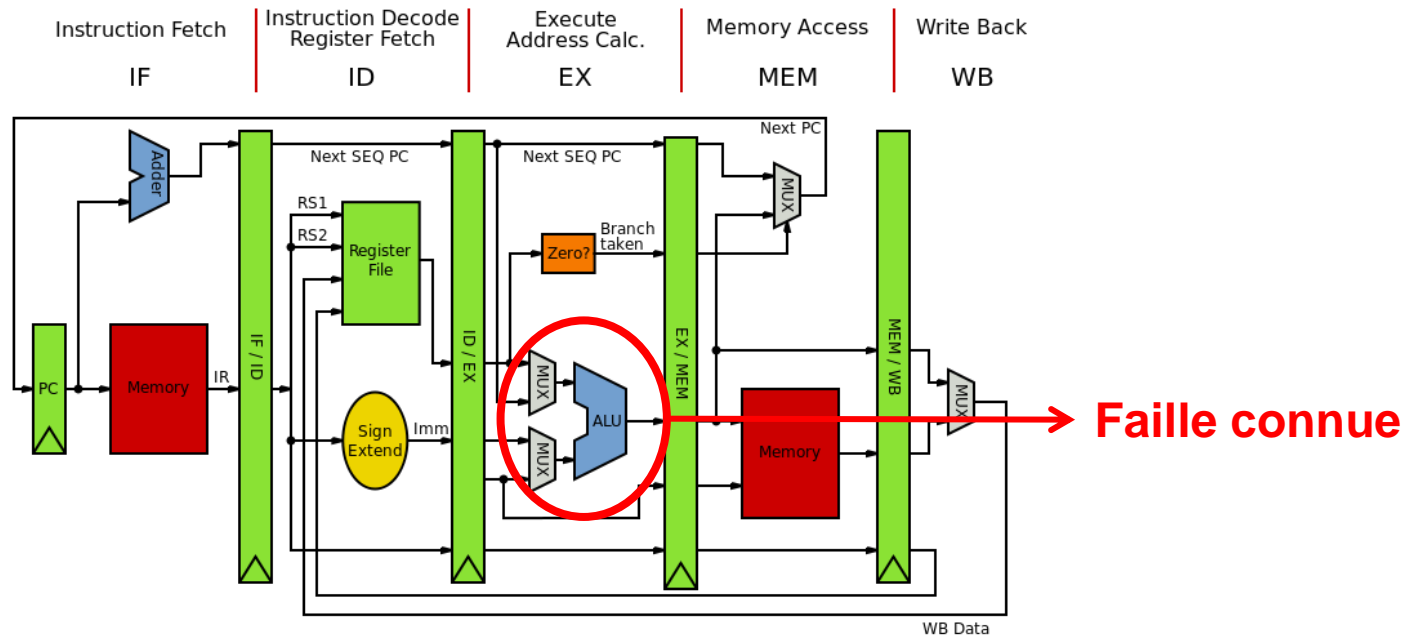 Instruction Fetch
IF
Instruction Decode
Register Fetch
ID
Execute
Address Calc.
EX
Memory Access
MEM
Write Back
WB
Next PC
Adder
Next SEQ PC
Next SEQ PC
MUX
RS1
RS2
Register
File
Branch
taken
Zero?
IF / ID
ID / EX
EX / MEM
MEM / WB
PC
Memory
IR
Sign
Extend
Imm
MUX
MUX
ALU
Memory
MUX
Faille connue
WB Data